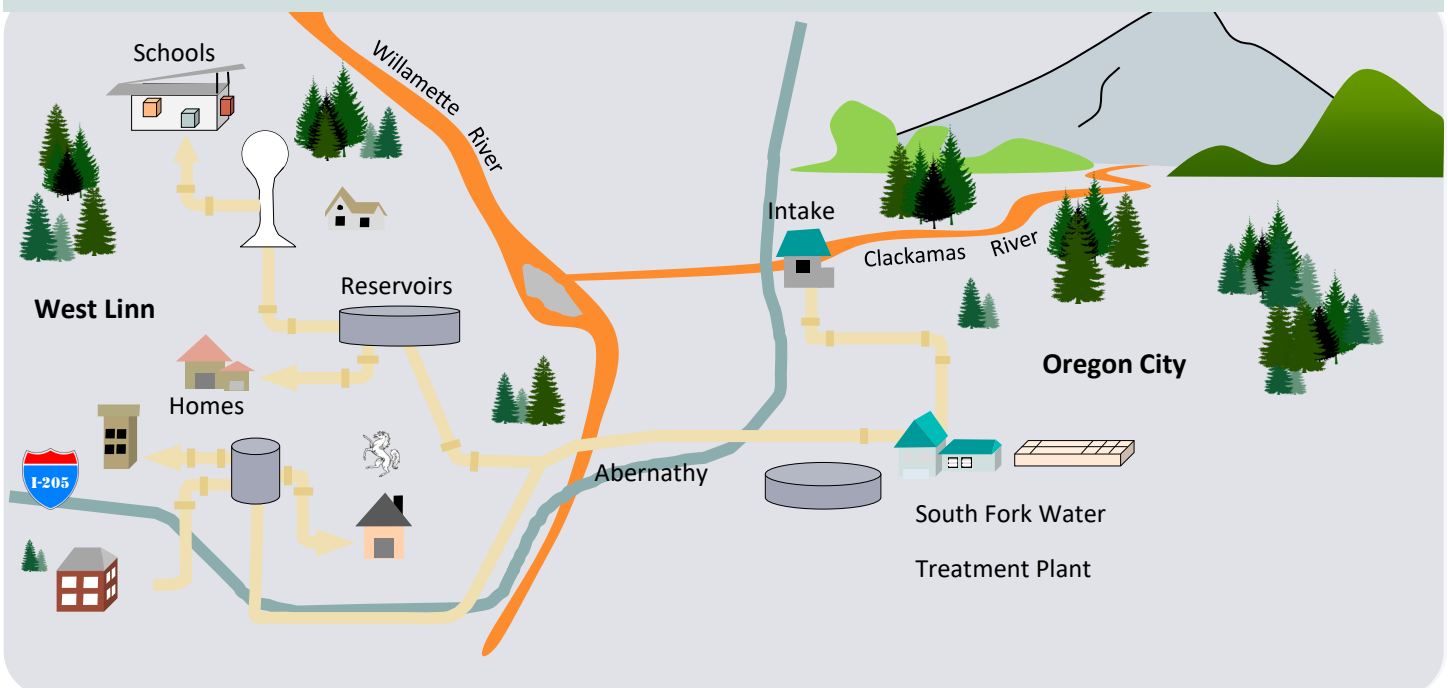 Schools
Willamette River
Intake
Clackamas River
Reservoirs
West Linn
Oregon City
Homes
I-205
Abernathy
South Fork Water
Treatment Plant